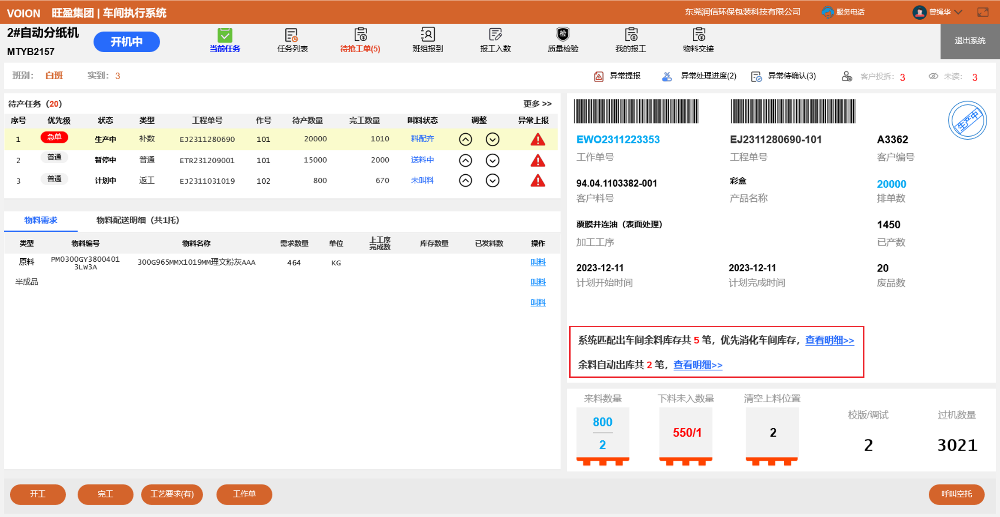 VOION 旺盈集团 | 车间执行系统
东莞润信环保包装科技有限公司 服务电话 曾绳华
2#自动分纸机
MTYB2157
开机中
当前任务 任务列表 待抢工单(5) 班组报到 报工入数 质量检验 我的报工 物料交接
检
退出系统
班别： 白班 实到： 3
异常提报 异常处理进度(2) 异常待确认(3) 客户投拆： 3 未读： 3
待产任务（20） 更多 >>
序号 优先级 状态 类型 工程单号 作号 待产数量 完工数量 叫料状态 调整 异常上报
1 急单 生产中 补数 EJ2311280690 101 20000 1010 料配齐
2 普通 暂停中 普通 ETR231209001 101 15000 2000 送料中
3 普通 计划中 返工 EJ2311031019 102 800 670 未叫料
物料需求 物料配送明细（共1托）
类型 物料编号 物料名称 需求数量 单位 上工序完成数 库存数量 已发料数 操作
原料 PM0300GY3800401 300G965MMX1019MM理文粉灰AAA 464 KG 叫料
3LW3A
半成品 叫料
叫料
生产中
EWO2311223353 EJ2311280690-101 A3362
工作单号 工程单号 客户编号
94.04.1103382-001 彩盒 20000
客户料号 产品名称 排单数
覆膜并连油（表面处理） 1450
加工工序 已产数
2023-12-11 2023-12-11 20
计划开始时间 计划完成时间 废品数
系统匹配出车间余料库存共 5 笔，优先消化车间库存，查看明细>>
余料自动出库共 2 笔，查看明细>>
来料数量 下料未入数量 清空上料位置 校版/调试 过机数量
800
2
550/1
2
2
3021
开工 完工 工艺要求(有) 工作单 呼叫空托